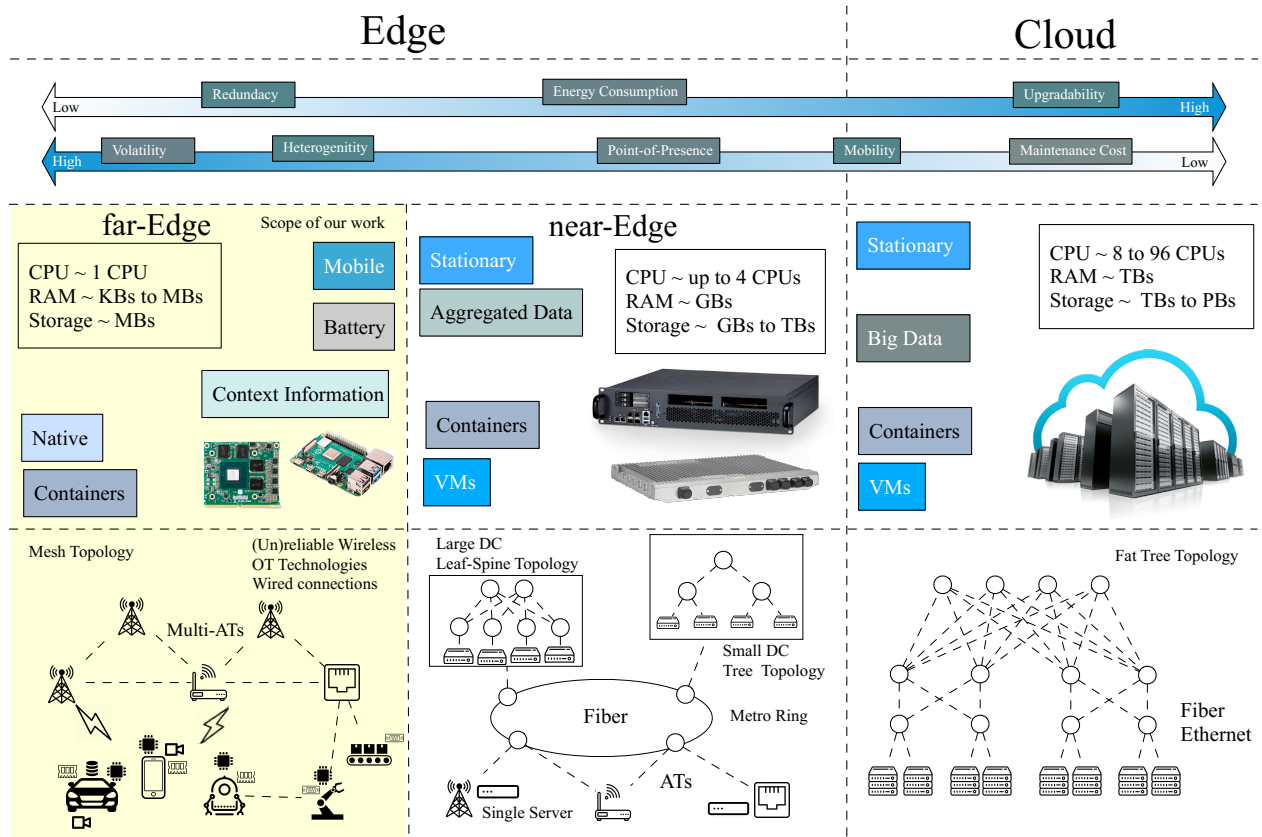 Edge
Cloud
Redundacy
Energy Consumption
Upgradability
Low
High
Volatility
Heterogenitity
Point-of-Presence
Mobility
Maintenance Cost
High
Low
far-Edge
Scope of our work
CPU ~ 1 CPU
RAM ~ KBs to MBs
Storage ~ MBs
Mobile
Battery
Context Information
Native
Containers
near-Edge
Stationary
Aggregated Data
CPU ~ up to 4 CPUs
RAM ~ GBs
Storage ~ GBs to TBs
Containers
VMs
Stationary
CPU ~ 8 to 96 CPUs
RAM ~ TBs
Storage ~ TBs to PBs
Big Data
Containers
VMs
Mesh Topology
(Un)reliable Wireless
OT Technologies
Wired connections
Multi-ATs
Large DC
Leaf-Spine Topology
Small DC
Tree Topology
Fiber
Metro Ring
ATs
Single Server
Fat Tree Topology
Fiber
Ethernet